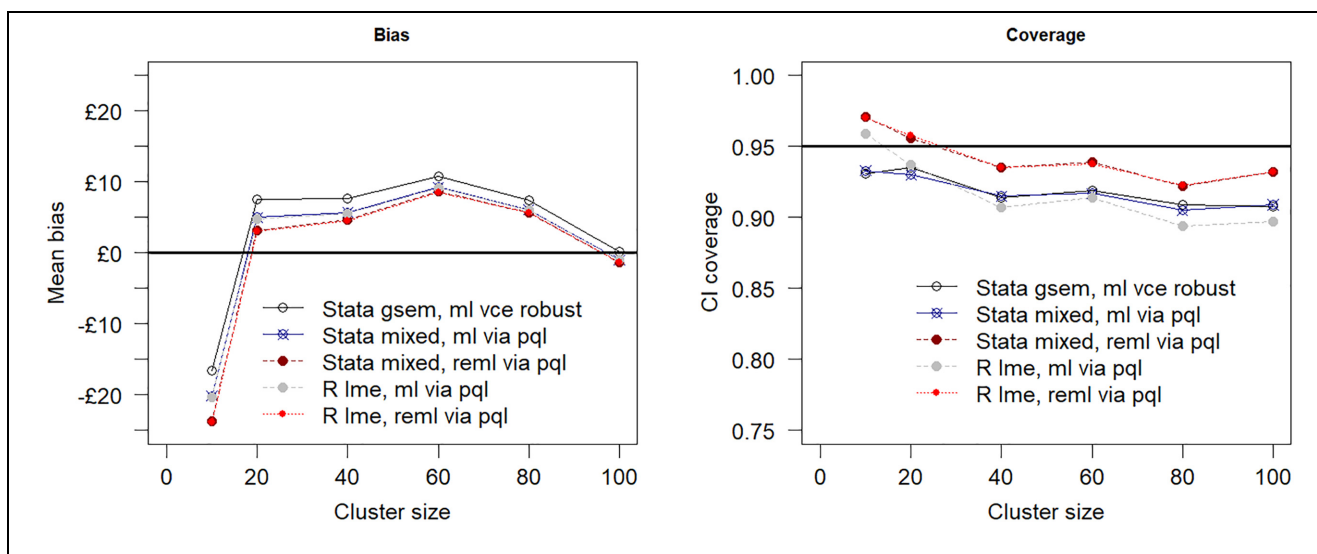 Bias
£20
£10
£0
-£10
-£20
Mean bias
0 20 40 60 80 100
Cluster size
Stata gsem, ml vce robust
Stata mixed, ml via pql
Stata mixed, reml via pql
R lme, ml via pql
R lme, reml via pql
Coverage
1.00
0.95
0.90
0.85
0.80
0.75
CI coverage
0 20 40 60 80 100
Cluster size
Stata gsem, ml vce robust
Stata mixed, ml via pql
Stata mixed, reml via pql
R lme, ml via pql
R lme, reml via pql